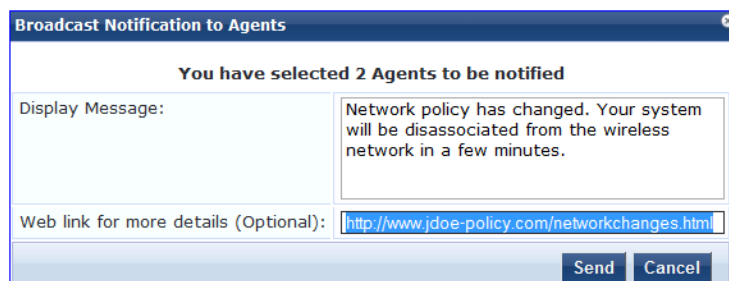 Broadcast Notification to Agents
You have selected 2 Agents to be notified
Display Message:
Network policy has changed. Your system
will be disassociated from the wireless
network in a few minutes.
Web link for more details (Optional):
http://www.jdoe-policy.com/networkchanges.html
Send Cancel